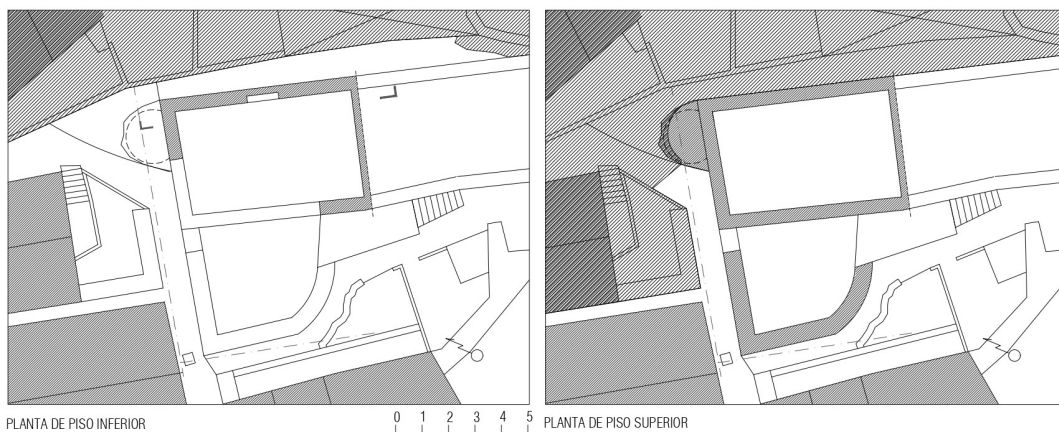 PLANTA DE PISO INFERIOR
0 1 2 3 4 5
PLANTA DE PISO SUPERIOR